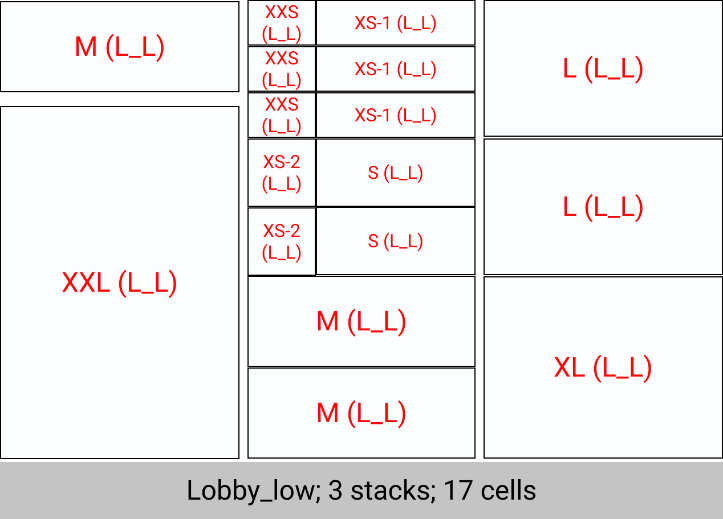 M (L_L)
XXL (L_L)
XXS
(L_L)
XS-1 (L_L)
XXS
(L_L)
XS-1 (L_L)
XXS
(L_L)
XS-1 (L_L)
XS-2
(L_L)
S (L_L)
XS-2
(L_L)
S (L_L)
M (L_L)
M (L_L)
L (L_L)
L (L_L)
XL (L_L)
Lobby_low; 3 stacks; 17 cells